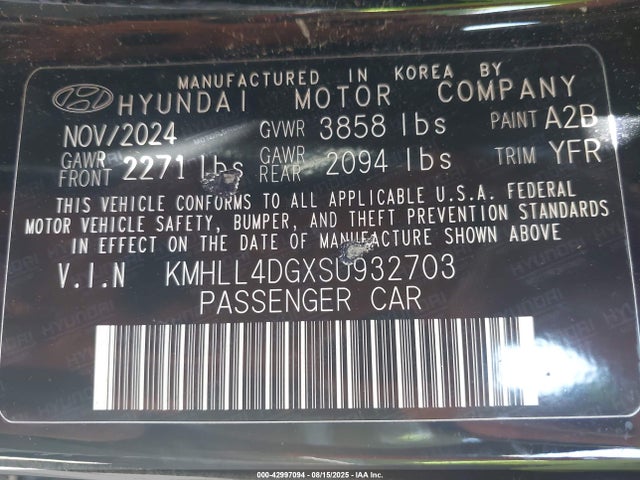 MANUFACTURED IN KOREA BY
HYUNDAI MOTOR COMPANY
NOV/2024 GVWR 3858 lbs PAINT A2B
GAWR FRONT 2271 lbs GAWR REAR 2094 lbs TRIM YFR
THIS VEHICLE CONFORMS TO ALL APPLICABLE U.S.A. FEDERAL
MOTOR VEHICLE SAFETY, BUMPER, AND THEFT PREVENTION STANDARDS
IN EFFECT ON THE DATE OF MANUFACTURE SHOWN ABOVE.
V.I.N KMHLL4DGXSU932703
PASSENGER CAR
000-42997094 - 08/15/2025 - IAA Inc.